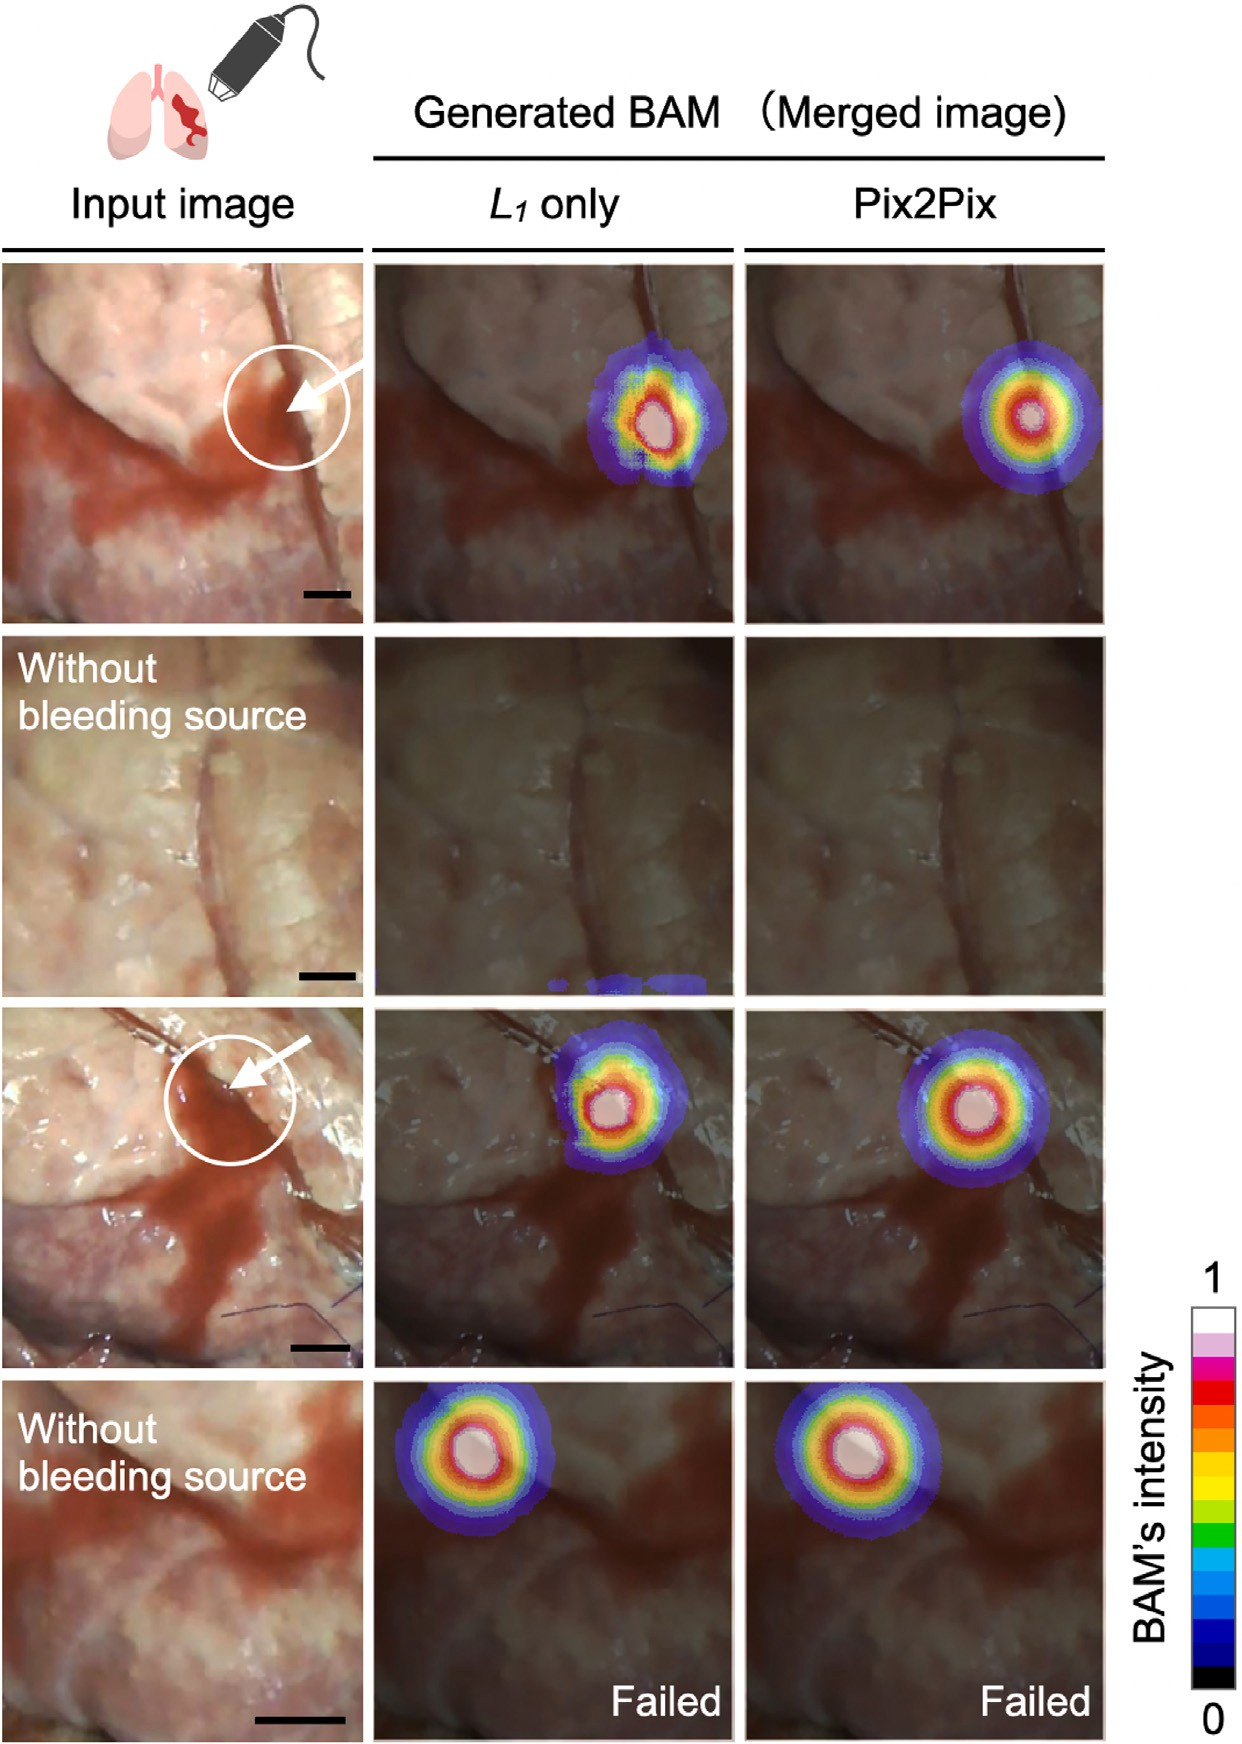 Generated BAM （Merged image)
Input image
L1 only
Pix2Pix
Without
bleeding source
Without
bleeding source
Failed
Failed
1
BAM's intensity
0